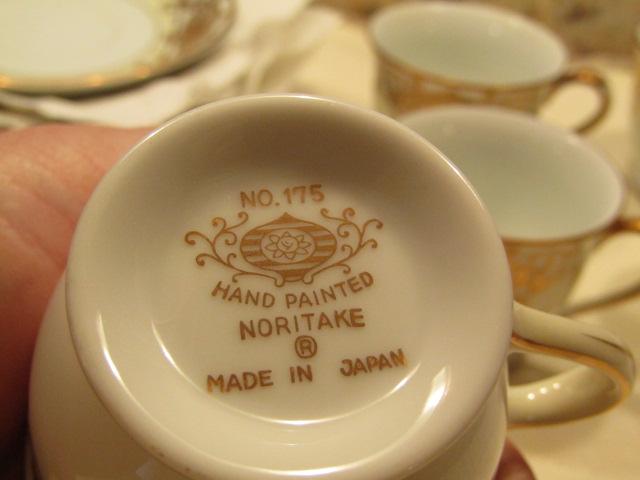 NO. 175
HAND PAINTED
NORITAKE
®
MADE IN JAPAN